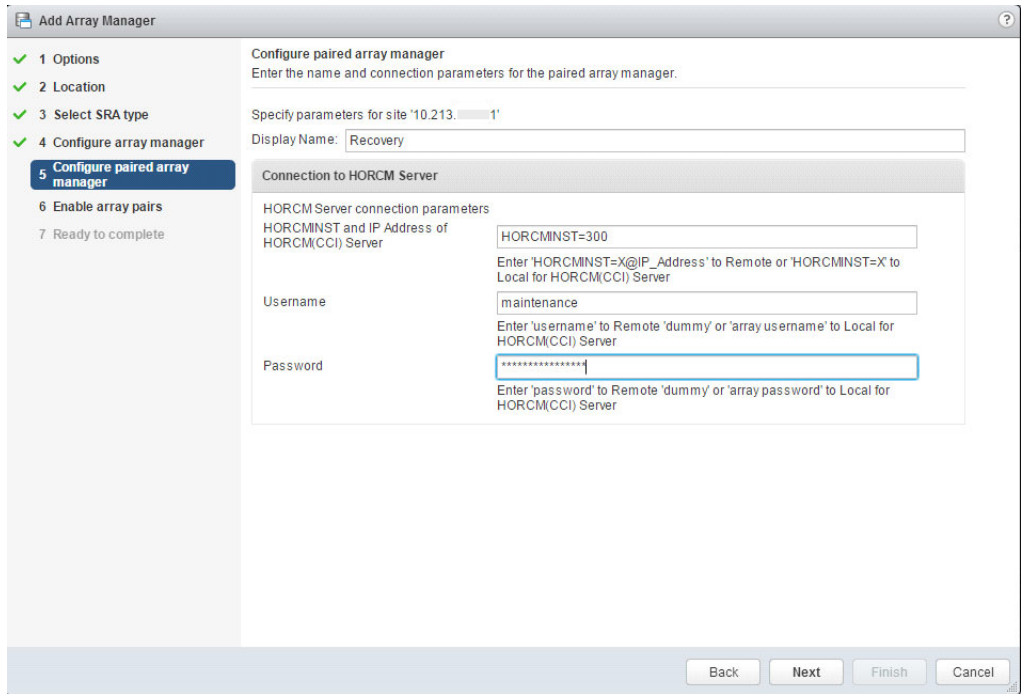 Add Array Manager
?
1 Options
2 Location
3 Select SRA type
4 Configure array manager
5 Configure paired array
manager
6 Enable array pairs
7 Ready to complete
Configure paired array manager
Enter the name and connection parameters for the paired array manager.
Specify parameters for site '10.213. 1'
Display Name: Recovery
Connection to HORCM Server
HORCM Server connection parameters
HORCMINST and IP Address of
HORCM(CCI) Server
HORCMINST=300
Enter 'HORCMINST=X@IP_Address' to Remote or 'HORCMINST=X' to
Local for HORCM(CCI) Server
Username
maintenance
Enter 'username' to Remote 'dummy' or 'array username' to Local for
HORCM(CCI) Server
Password
****************
Enter 'password' to Remote 'dummy' or 'array password' to Local for
HORCM(CCI) Server
Back
Next
Finish
Cancel